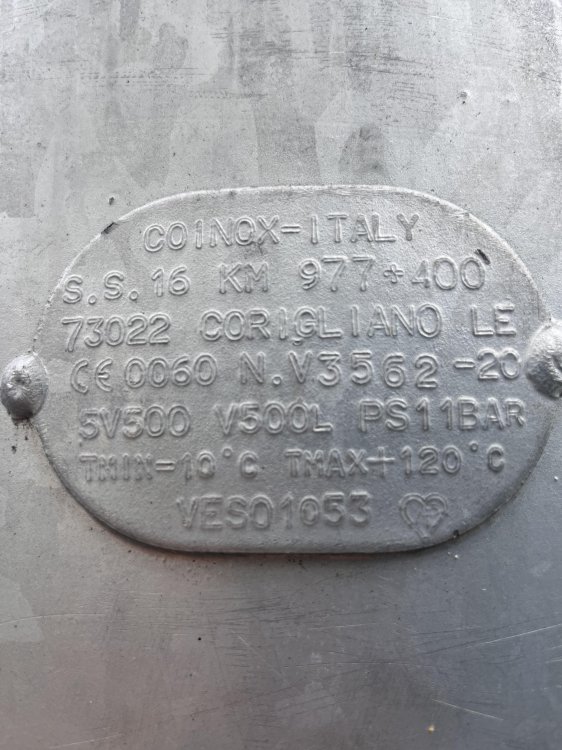 COINOX-ITALY
S.S. 16 KM 977+400
73022 CORIGLIANO LE
CE 0060 N.V3562-20
5V500 V500L PS11BAR
TMIN-10°C TMAX+120°C
VES01053